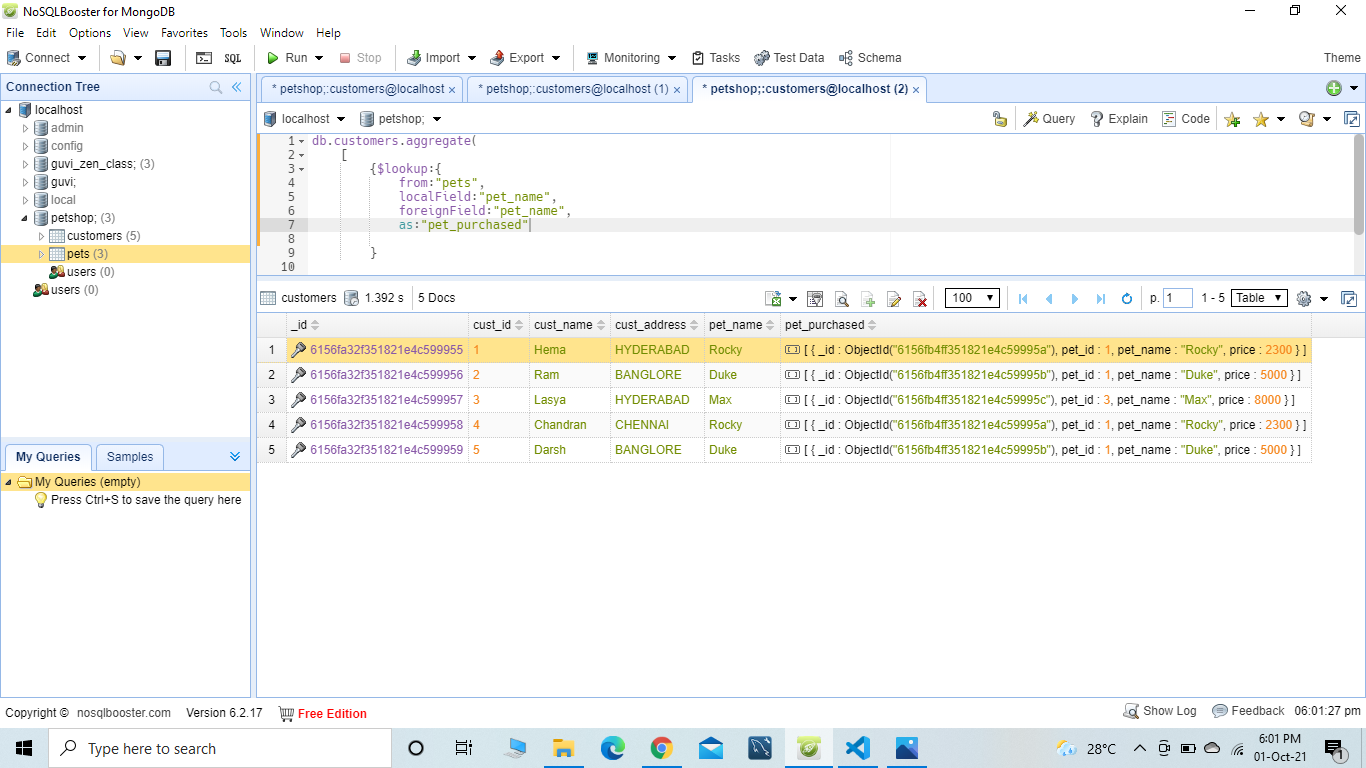 NoSQLBooster for MongoDB
File Edit Options View Favorites Tools Window Help
Connect SQL Run Stop Import Export Monitoring Tasks Test Data Schema Theme
Connection Tree
localhost
admin
config
guvi_zen_class; (3)
guvi;
local
petshop; (3)
customers (5)
pets (3)
users (0)
users (0)
My Queries Samples
My Queries (empty)
Press Ctrl+S to save the query here
* petshop;:customers@localhost × * petshop;:customers@localhost (1) × * petshop;:customers@localhost (2) ×
localhost petshop; Query Explain Code
1 db.customers.aggregate(
2 [
3 {$lookup:{
4 from:"pets",
5 localField:"pet_name",
6 foreignField:"pet_name",
7 as:"pet_purchased"
8
9 }
10
customers 1.392 s 5 Docs 100 p. 1 1 - 5 Table
_id cust_id cust_name cust_address pet_name pet_purchased
1 6156fa32f351821e4c599955 1 Hema HYDERABAD Rocky [ { _id : ObjectId("6156fb4ff351821e4c59995a"), pet_id : 1, pet_name : "Rocky", price : 2300 } ]
2 6156fa32f351821e4c599956 2 Ram BANGLORE Duke [ { _id : ObjectId("6156fb4ff351821e4c59995b"), pet_id : 1, pet_name : "Duke", price : 5000 } ]
3 6156fa32f351821e4c599957 3 Lasya HYDERABAD Max [ { _id : ObjectId("6156fb4ff351821e4c59995c"), pet_id : 3, pet_name : "Max", price : 8000 } ]
4 6156fa32f351821e4c599958 4 Chandran CHENNAI Rocky [ { _id : ObjectId("6156fb4ff351821e4c59995a"), pet_id : 1, pet_name : "Rocky", price : 2300 } ]
5 6156fa32f351821e4c599959 5 Darsh BANGLORE Duke [ { _id : ObjectId("6156fb4ff351821e4c59995b"), pet_id : 1, pet_name : "Duke", price : 5000 } ]
Copyright © nosqlbooster.com Version 6.2.17 Free Edition Show Log Feedback 06:01:27 pm
Type here to search 28°C 6:01 PM
01-Oct-21 1